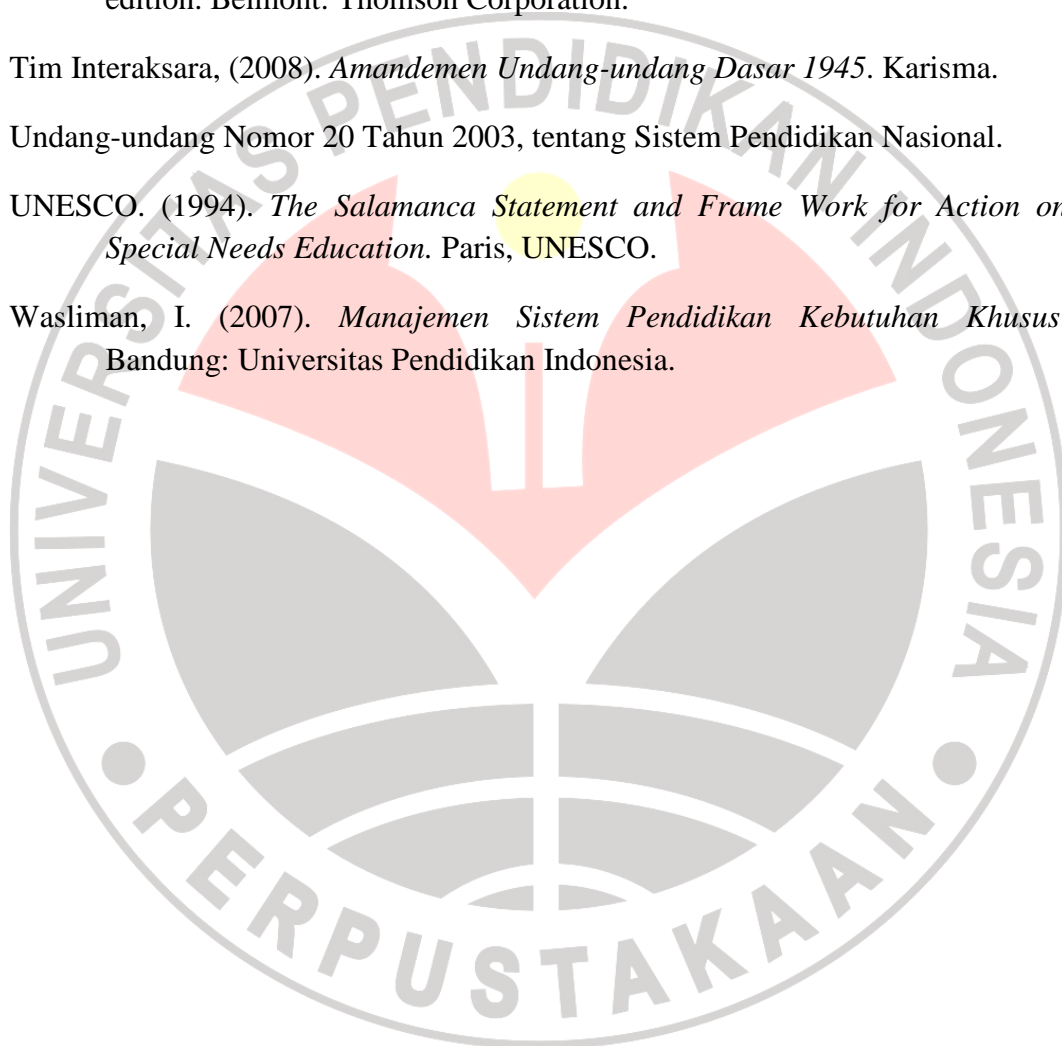 edition. Belmont: Thomson Corporation.
Tim Interaksara, (2008). Amandemen Undang-undang Dasar 1945. Karisma.
Undang-undang Nomor 20 Tahun 2003, tentang Sistem Pendidikan Nasional.
UNESCO. (1994). The Salamanca Statement and Frame Work for Action on
Special Needs Education. Paris, UNESCO.
Wasliman, I. (2007). Manajemen Sistem Pendidikan Kebutuhan Khusus
Bandung: Universitas Pendidikan Indonesia.
UNIVERSITAS PENDIDIKAN INDONESIA
PERPUSTAKAAN